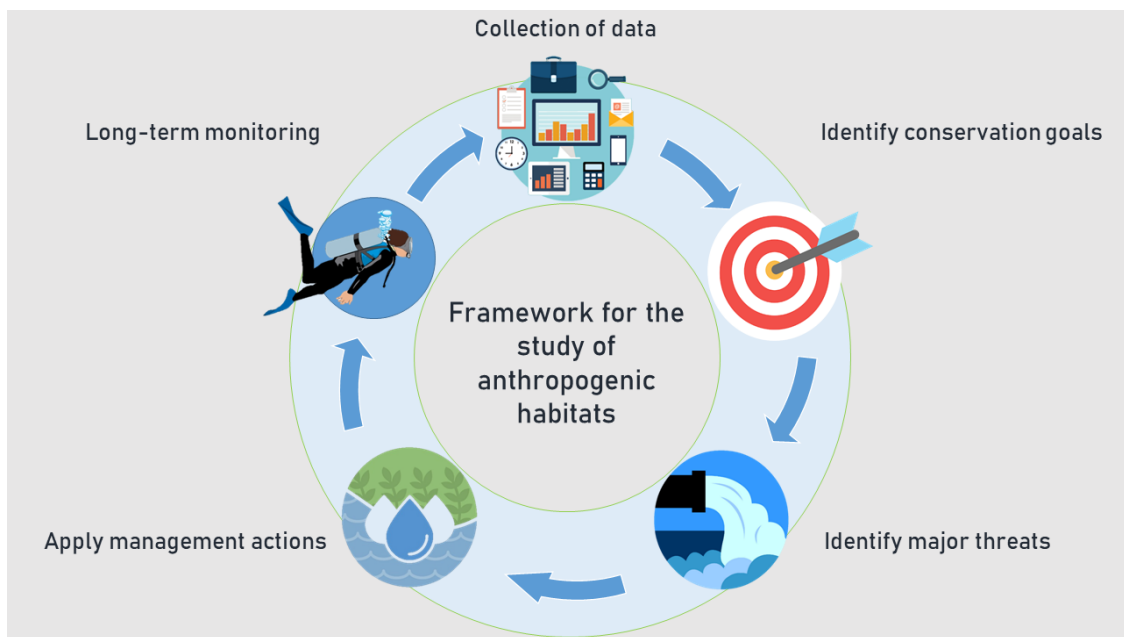 Collection of data
Long-term monitoring
Identify conservation goals
Framework for the
study of
anthropogenic
habitats
Apply management actions
Identify major threats